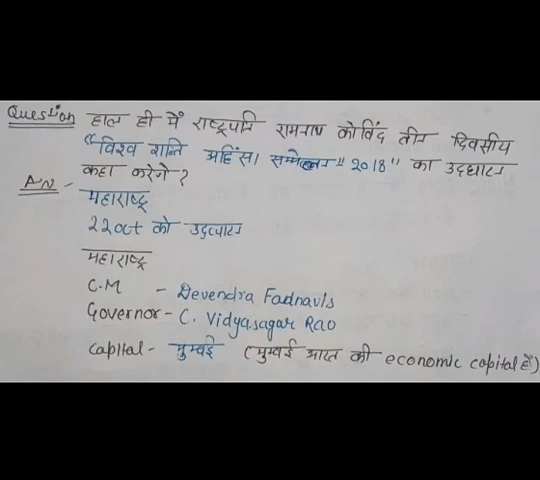 Question हाल ही में राष्ट्रपति रामनाथ कोविंद तीन दिवसीय
"विश्व शान्ति अहिंसा सम्मेलन" 2018" का उद्घाटन
कहा करेगे?
An - महाराष्ट्र
22 oct को उद्घाटन
महाराष्ट्र
C.M - Devendra Fadnavis
Governor - C. Vidyasagar Rao
Capital - मुम्बई (मुम्बई भारत की economic capital हैं)